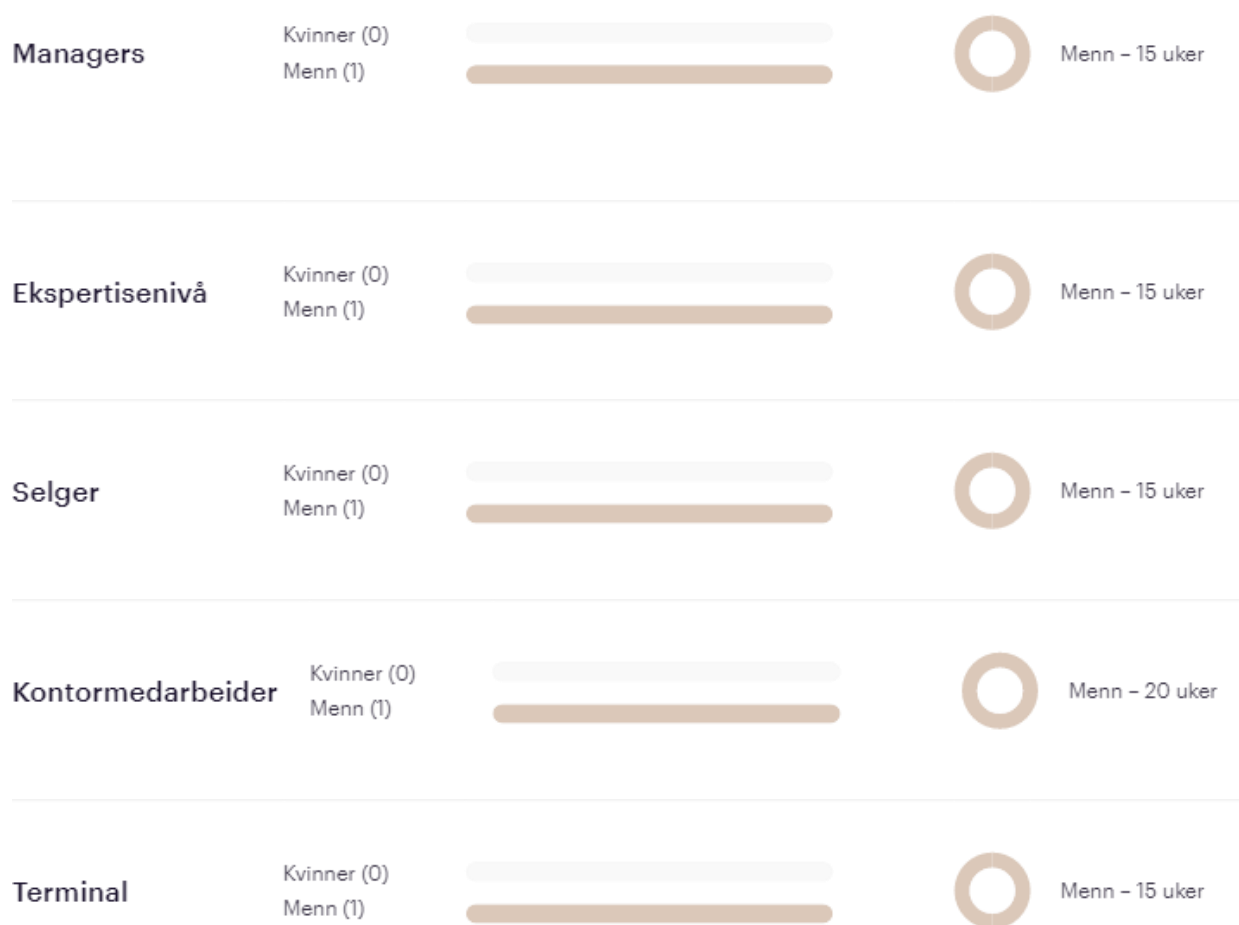 Managers
Kvinner (0)
Menn (1)
Menn – 15 uker
Ekspertisenivå
Kvinner (0)
Menn (1)
Menn – 15 uker
Selger
Kvinner (0)
Menn (1)
Menn – 15 uker
Kontormedarbeider
Kvinner (0)
Menn (1)
Menn – 20 uker
Terminal
Kvinner (0)
Menn (1)
Menn – 15 uker